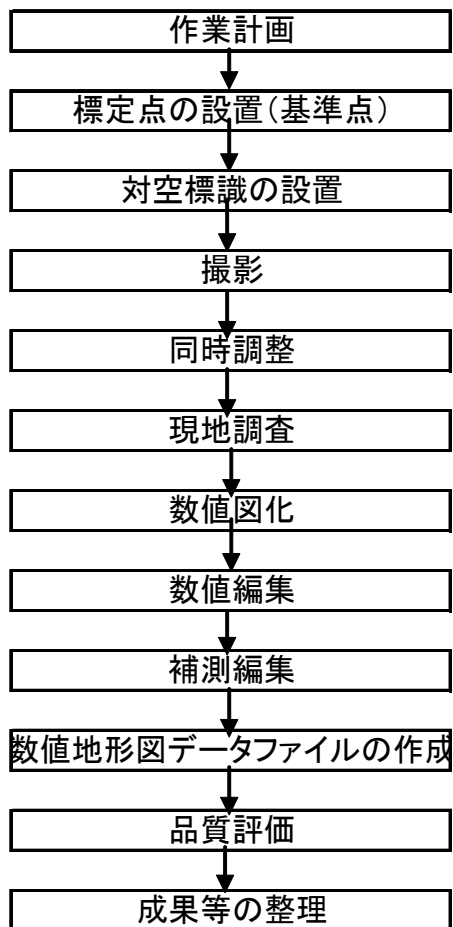 作業計画
標定点の設置(基準点)
対空標識の設置
撮影
同時調整
現地調査
数値図化
数値編集
補測編集
数値地形図データファイルの作成
品質評価
成果等の整理